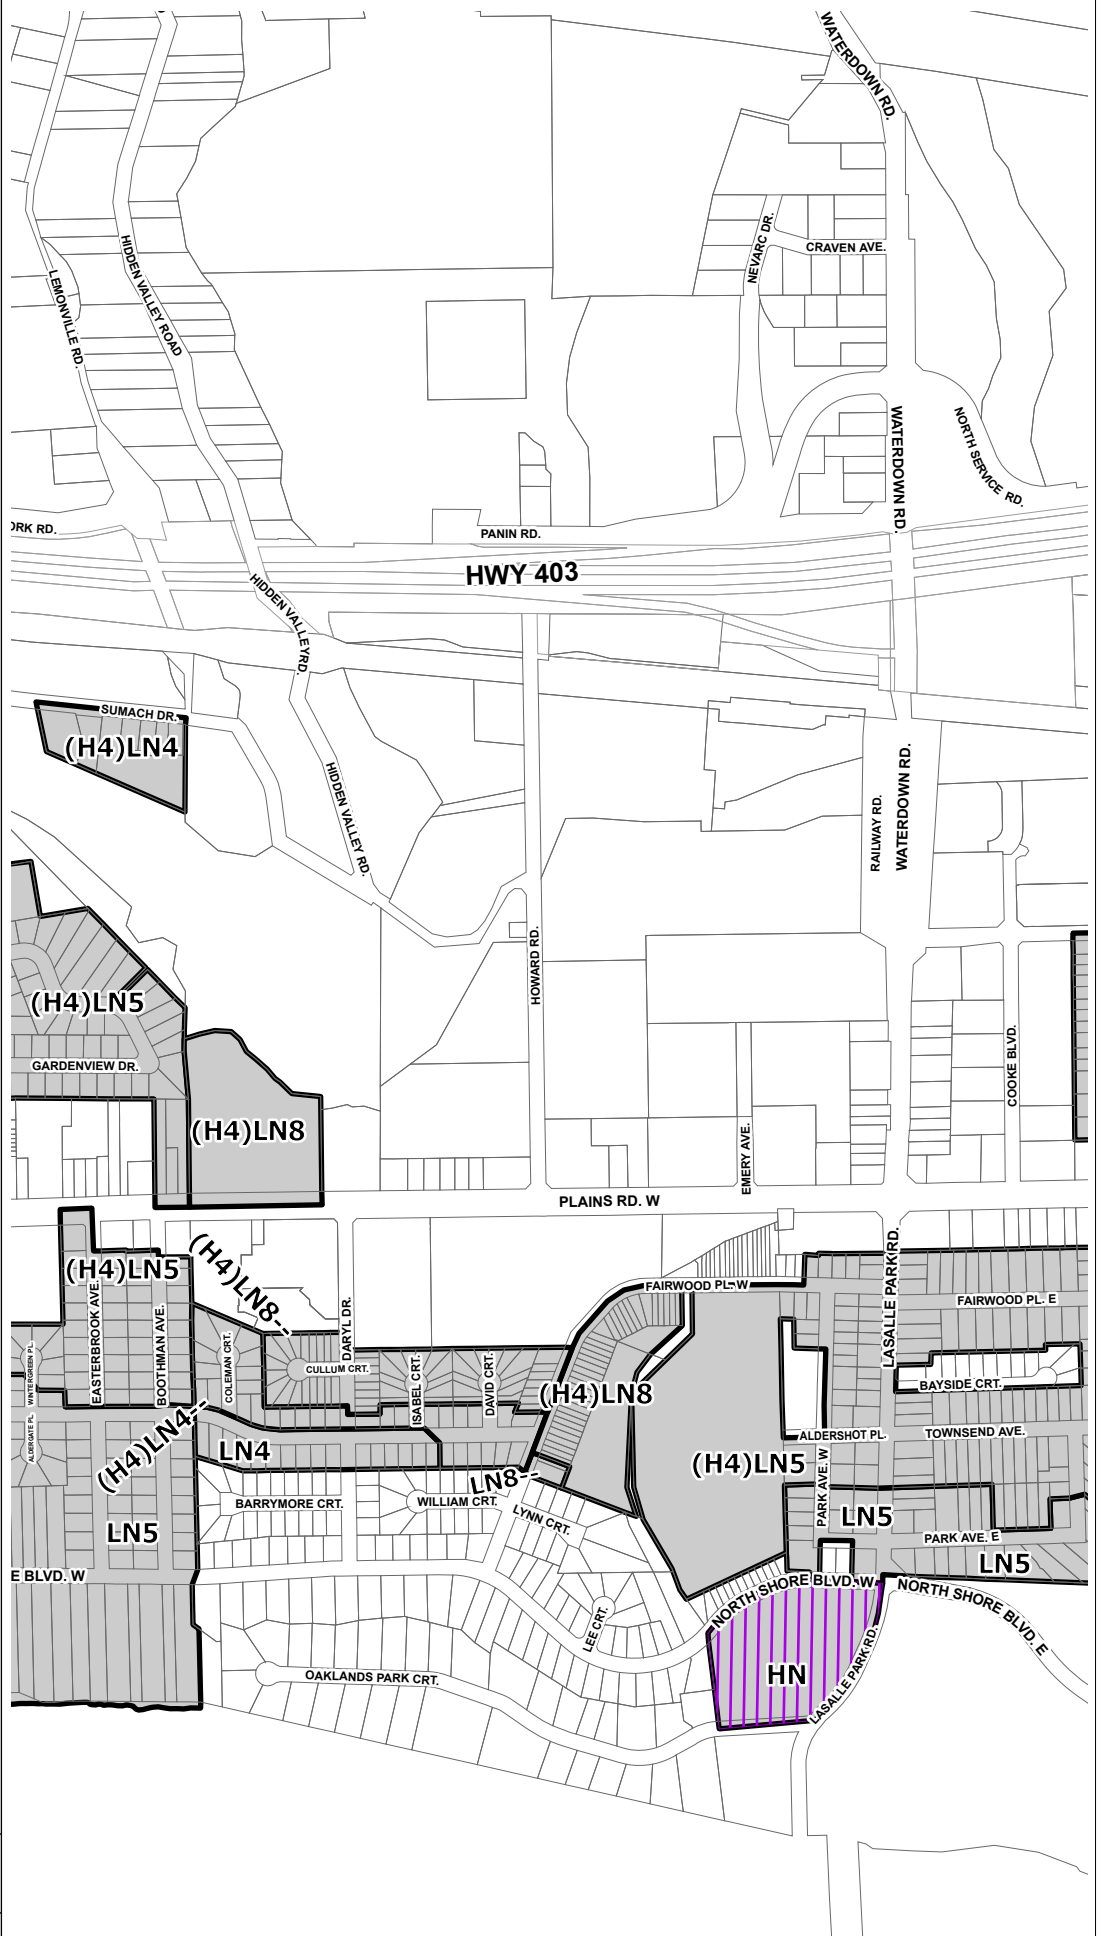 WATERDOWN RD.
NEVARC DR.
CRAVEN AVE.
HIDDEN VALLEY ROAD
LEMONVILLE RD.
WATERDOWN RD.
NORTH SERVICE RD.
ORK RD.
PANIN RD.
HWY 403
HIDDEN VALLEY RD.
SUMACH DR.
(H4)LN4
HIDDEN VALLEY RD.
RAILWAY RD.
WATERDOWN RD.
HOWARD RD.
(H4)LN5
GARDENVIEW DR.
COOKE BLVD.
(H4)LN8
EMERY AVE.
PLAINS RD. W
(H4)LN5
(H4)LN8--
FAIRWOOD PL. W
LASALLE PARK RD.
FAIRWOOD PL. E
EASTERBROOK AVE.
BOOTHMAN AVE.
WINTERGREEN PL.
COLEMAN CRT.
DARYL DR.
CULLUM CRT.
ISABEL CRT.
DAVID CRT.
(H4)LN8
BAYSIDE CRT.
ALDERGATE PL.
(H4)LN4--
LN4
ALDERSHOT PL.
TOWNSEND AVE.
(H4)LN5
LN8--
PARK AVE. W
LN5
BARRYMORE CRT.
WILLIAM CRT.
LYNN CRT.
LN5
PARK AVE. E
LN5
E BLVD. W
NORTH SHORE BLVD. W
NORTH SHORE BLVD. E
LEE CRT.
OAKLANDS PARK CRT.
HN
LASALLE PARK RD.